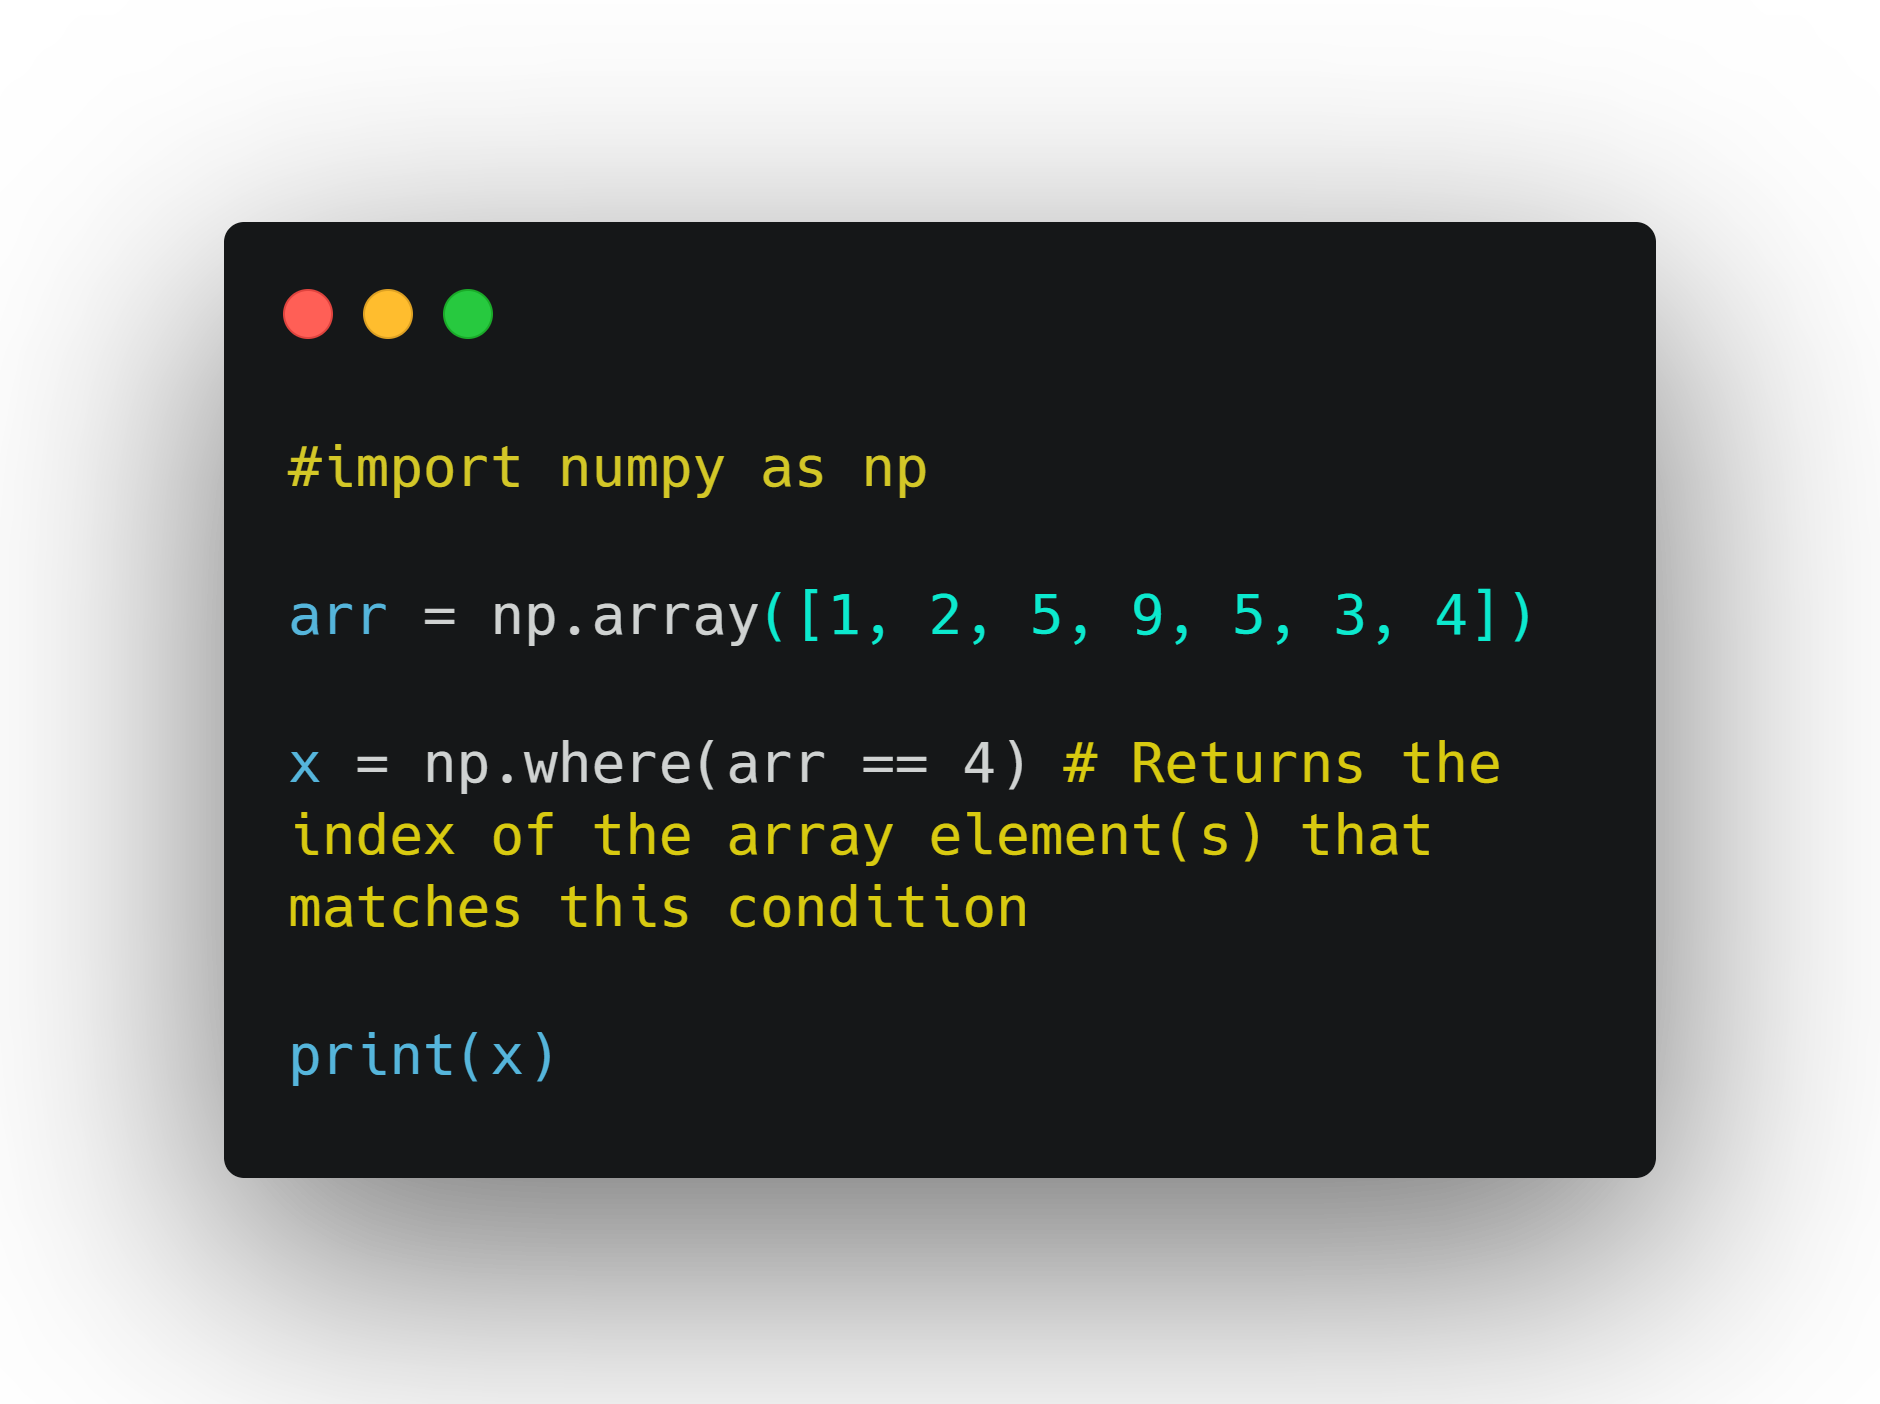 #import numpy as np
arr = np.array([1, 2, 5, 9, 5, 3, 4])
x = np.where(arr == 4) # Returns the
index of the array element(s) that
matches this condition
print(x)